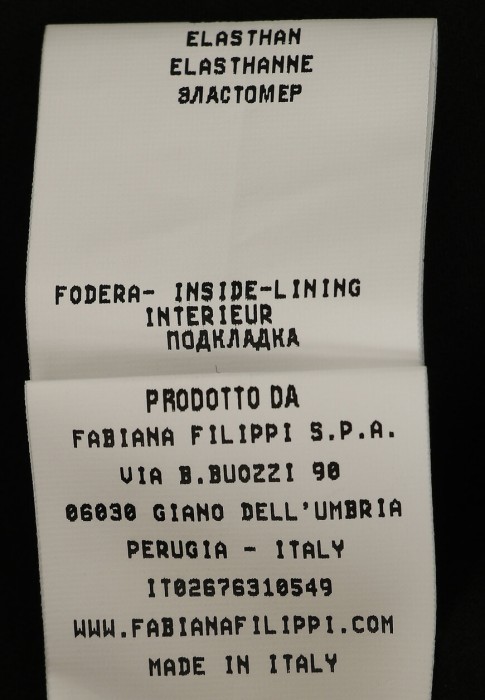 ELASTHAN
ELASTHANNE
ЭЛАСТОМЕР
FODERA- INSIDE-LINING
INTERIEUR
ПОДКЛАДКА
PRODOTTO DA
FABIANA FILIPPI S.P.A.
VIA B.BUOZZI 90
06030 GIANO DELL'UMBRIA
PERUGIA - ITALY
IT02676310549
WWW.FABIANAFILIPPI.COM
MADE IN ITALY